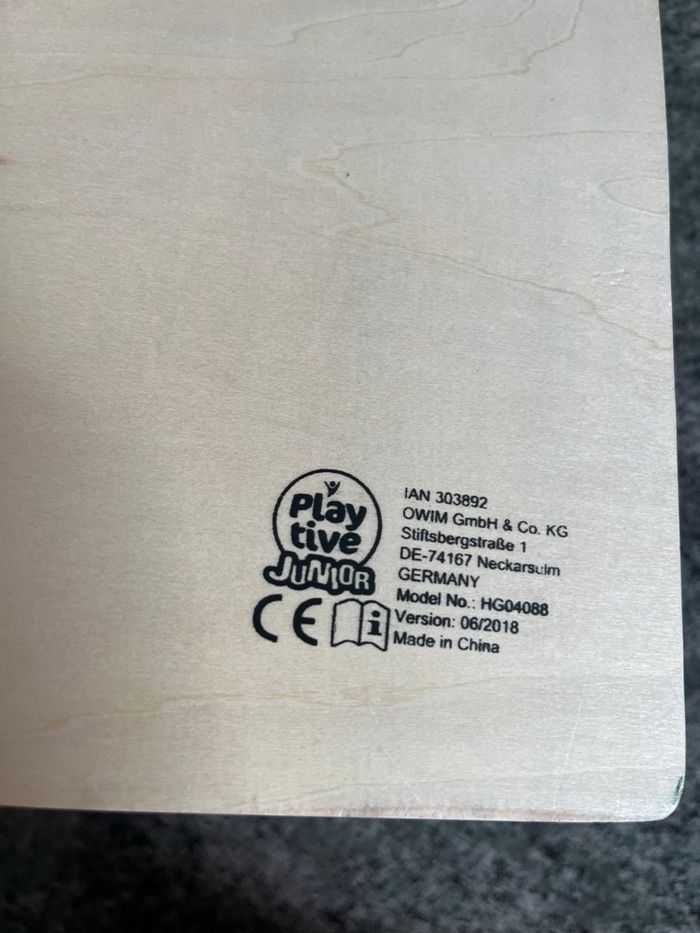 Play
tive
JUNIOR
CE
i
IAN 303892
OWIM GmbH & Co. KG
Stiftsbergstraße 1
DE-74167 Neckarsulm
GERMANY
Model No.: HG04088
Version: 06/2018
Made in China